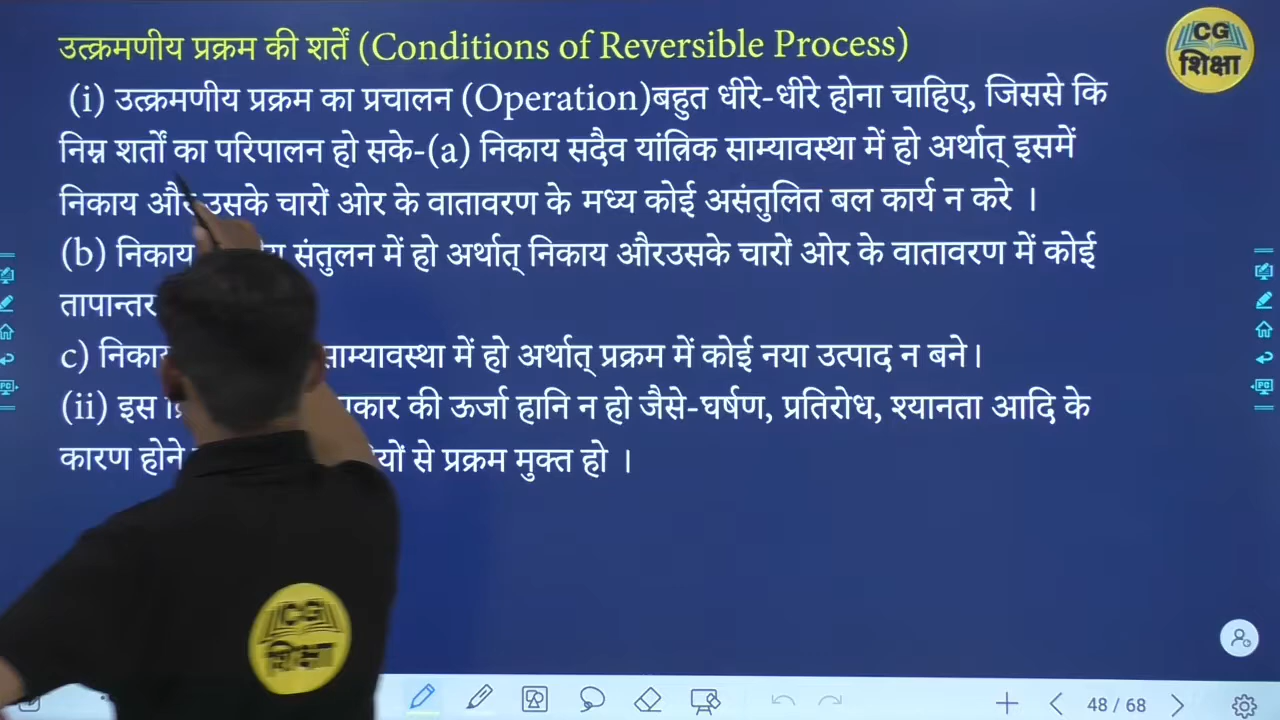 उत्क्रमणीय प्रक्रम की शर्तें (Conditions of Reversible Process)
CG
शिक्षा
(i) उत्क्रमणीय प्रक्रम का प्रचालन (Operation)बहुत धीरे-धीरे होना चाहिए, जिससे कि
निम्न शर्तों का परिपालन हो सके-(a) निकाय सदैव यांत्रिक साम्यावस्था में हो अर्थात् इसमें
निकाय और उसके चारों ओर के वातावरण के मध्य कोई असंतुलित बल कार्य न करे ।
(b) निकाय संतुलन में हो अर्थात् निकाय औरउसके चारों ओर के वातावरण में कोई
तापान्तर
c) साम्यावस्था में हो अर्थात् प्रक्रम में कोई नया उत्पाद न बने।
(ii) इस की ऊर्जा हानि न हो जैसे-घर्षण, प्रतिरोध, श्यानता आदि के
कारण होने से प्रक्रम मुक्त हो ।
CG
शिक्षा
48 / 68